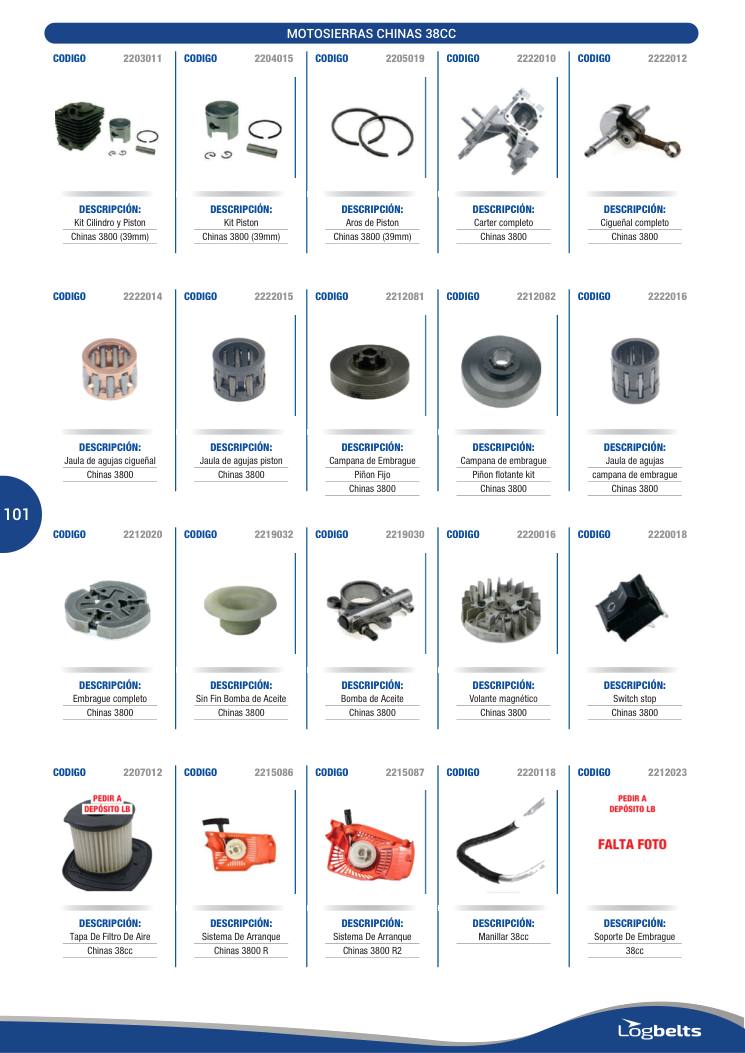 MOTOSIERRAS CHINAS 38CC
CODIGO 2203011
DESCRIPCIÓN:
Kit Cilindro y Piston
Chinas 3800 (39mm)
CODIGO 2204015
DESCRIPCIÓN:
Kit Piston
Chinas 3800 (39mm)
CODIGO 2205019
DESCRIPCIÓN:
Aros de Piston
Chinas 3800 (39mm)
CODIGO 2222010
DESCRIPCIÓN:
Carter completo
Chinas 3800
CODIGO 2222012
DESCRIPCIÓN:
Cigueñal completo
Chinas 3800
CODIGO 2222014
DESCRIPCIÓN:
Jaula de agujas cigueñal
Chinas 3800
CODIGO 2222015
DESCRIPCIÓN:
Jaula de agujas piston
Chinas 3800
CODIGO 2212081
DESCRIPCIÓN:
Campana de Embrague
Piñon Fijo
Chinas 3800
CODIGO 2212082
DESCRIPCIÓN:
Campana de embrague
Piñon flotante kit
Chinas 3800
CODIGO 2222016
DESCRIPCIÓN:
Jaula de agujas
campana de embrague
Chinas 3800
101
CODIGO 2212020
DESCRIPCIÓN:
Embrague completo
Chinas 3800
CODIGO 2219032
DESCRIPCIÓN:
Sin Fin Bomba de Aceite
Chinas 3800
CODIGO 2219030
DESCRIPCIÓN:
Bomba de Aceite
Chinas 3800
CODIGO 2220016
DESCRIPCIÓN:
Volante magnético
Chinas 3800
CODIGO 2220018
DESCRIPCIÓN:
Switch stop
Chinas 3800
CODIGO 2207012
PEDIR A
DEPÓSITO LB
DESCRIPCIÓN:
Tapa De Filtro De Aire
Chinas 38cc
CODIGO 2215086
DESCRIPCIÓN:
Sistema De Arranque
Chinas 3800 R
CODIGO 2215087
DESCRIPCIÓN:
Sistema De Arranque
Chinas 3800 R2
CODIGO 2220118
DESCRIPCIÓN:
Manillar 38cc
CODIGO 2212023
PEDIR A
DEPÓSITO LB
FALTA FOTO
DESCRIPCIÓN:
Soporte De Embrague
38cc
Logbelts